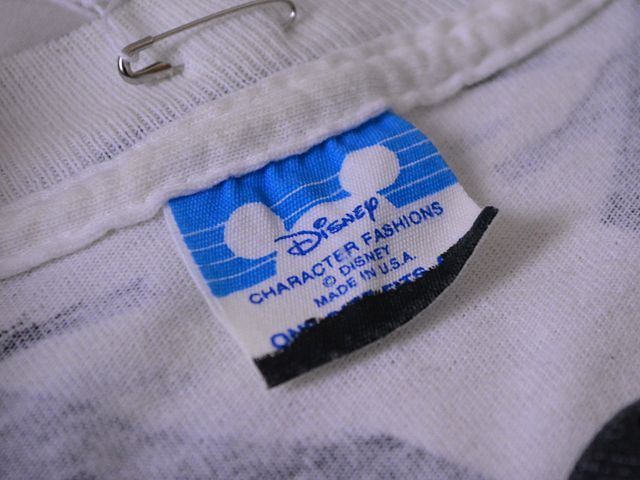 Disney
CHARACTER FASHIONS
© DISNEY
MADE IN U.S.A.